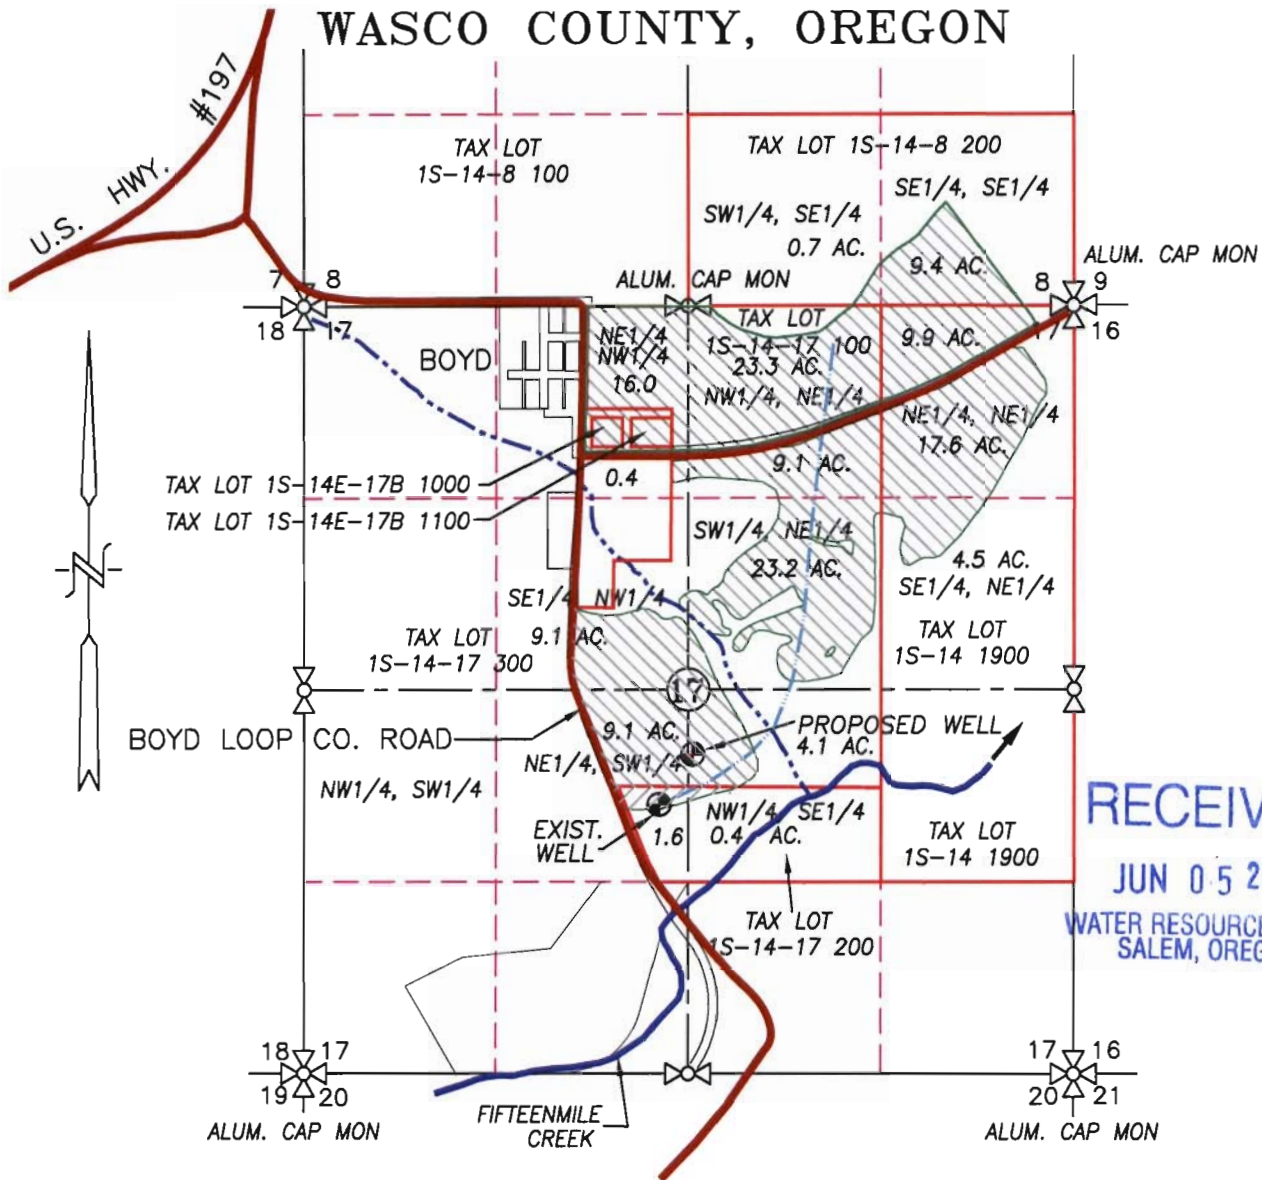 WASCO COUNTY, OREGON
U.S. HWY. #197
TAX LOT
1S-14-8 100
TAX LOT 1S-14-8 200
SE1/4, SE1/4
SW1/4, SE1/4
0.7 AC.
9.4 AC.
ALUM. CAP MON
ALUM. CAP MON
7 8
18 17
8 9
17 16
BOYD
NE1/4
NW1/4
16.0
TAX LOT
1S-14-17 100
23.3 AC.
NW1/4, NE1/4
9.9 AC.
NE1/4, NE1/4
17.6 AC.
9.1 AC.
0.4
TAX LOT 1S-14E-17B 1000
TAX LOT 1S-14E-17B 1100
SW1/4, NE1/4
23.2 AC.
4.5 AC.
SE1/4, NE1/4
SE1/4, NW1/4
9.1 AC.
TAX LOT
1S-14-17 300
TAX LOT
1S-14 1900
17
BOYD LOOP CO. ROAD
9.1 AC.
NE1/4, SW1/4
PROPOSED WELL
4.1 AC.
NW1/4, SW1/4
EXIST.
WELL
1.6
NW1/4, SE1/4
0.4 AC.
TAX LOT
1S-14 1900
RECEIV
JUN 05 2
WATER RESOURCE
SALEM, OREG
TAX LOT
1S-14-17 200
18 17
19 20
17 16
20 21
FIFTEENMILE
CREEK
ALUM. CAP MON
ALUM. CAP MON
N